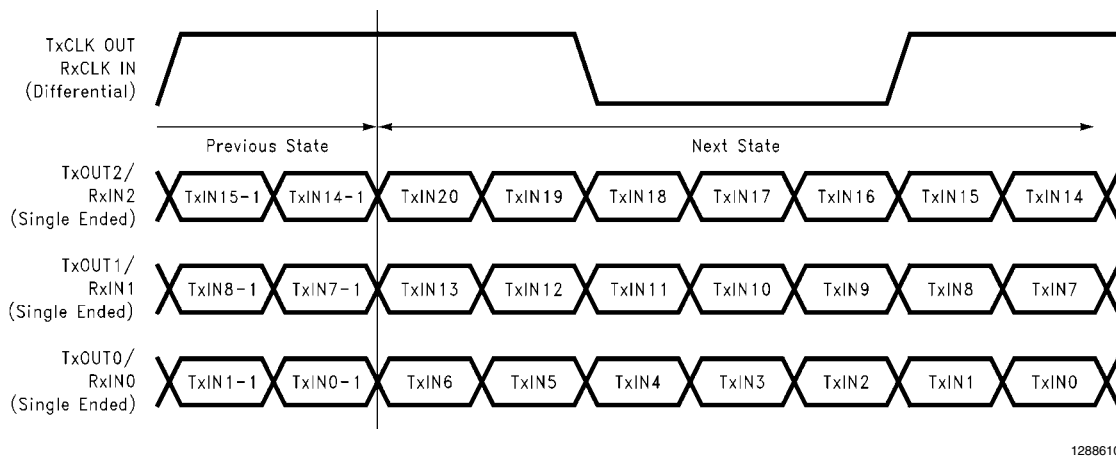 TxCLK OUT
RxCLK IN
(Differential)
Previous State
Next State
TxOUT2/
RxIN2
(Single Ended)
TxIN15-1 TxIN14-1 TxIN20 TxIN19 TxIN18 TxIN17 TxIN16 TxIN15 TxIN14
TxOUT1/
RxIN1
(Single Ended)
TxIN8-1 TxIN7-1 TxIN13 TxIN12 TxIN11 TxIN10 TxIN9 TxIN8 TxIN7
TxOUT0/
RxIN0
(Single Ended)
TxIN1-1 TxIN0-1 TxIN6 TxIN5 TxIN4 TxIN3 TxIN2 TxIN1 TxIN0
1288610